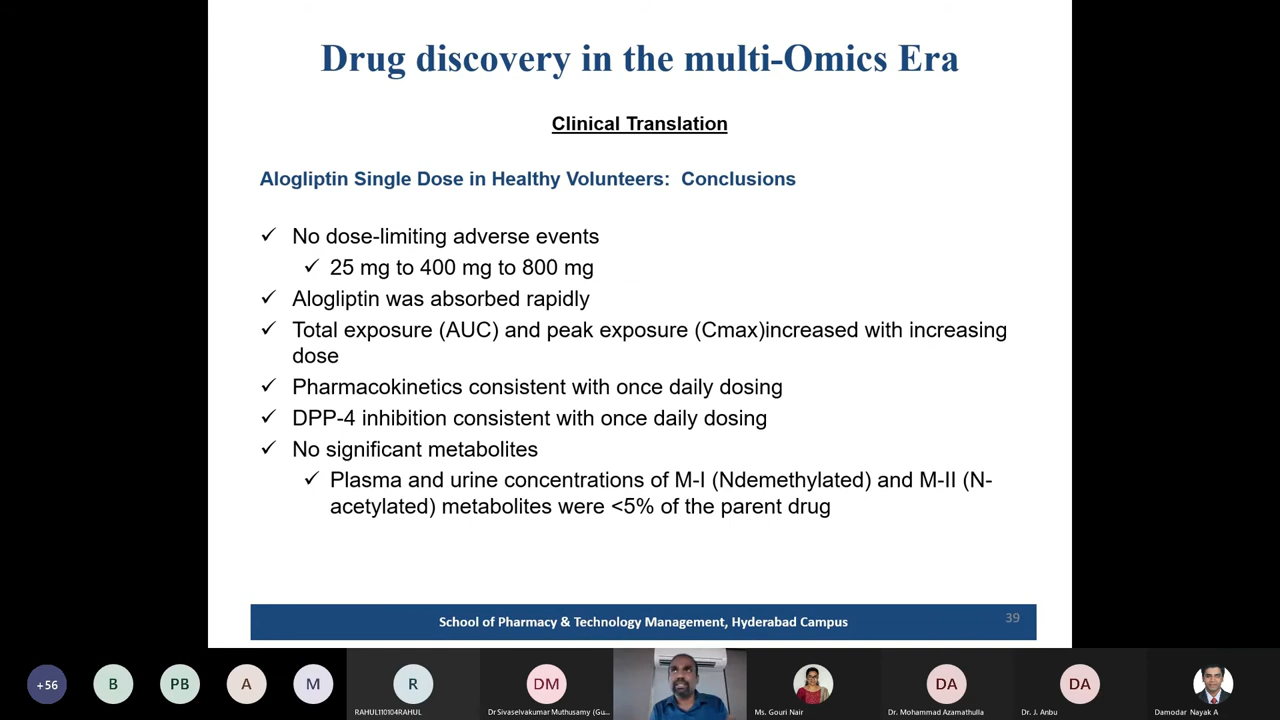 Drug discovery in the multi-Omics Era
Clinical Translation
Alogliptin Single Dose in Healthy Volunteers: Conclusions
✓ No dose-limiting adverse events
✓ 25 mg to 400 mg to 800 mg
✓ Alogliptin was absorbed rapidly
✓ Total exposure (AUC) and peak exposure (Cmax)increased with increasing
dose
✓ Pharmacokinetics consistent with once daily dosing
✓ DPP-4 inhibition consistent with once daily dosing
✓ No significant metabolites
✓ Plasma and urine concentrations of M-I (Ndemethylated) and M-II (N-
acetylated) metabolites were <5% of the parent drug
School of Pharmacy & Technology Management, Hyderabad Campus
39
+56
B
PB
A
M
R
DM
DA
DA
RAHUL110104RAHUL
Dr Sivaselvakumar Muthusamy (Gu...
Ms. Gouri Nair
Dr. Mohammad Azamathulla
Dr. J. Anbu
Damodar Nayak A